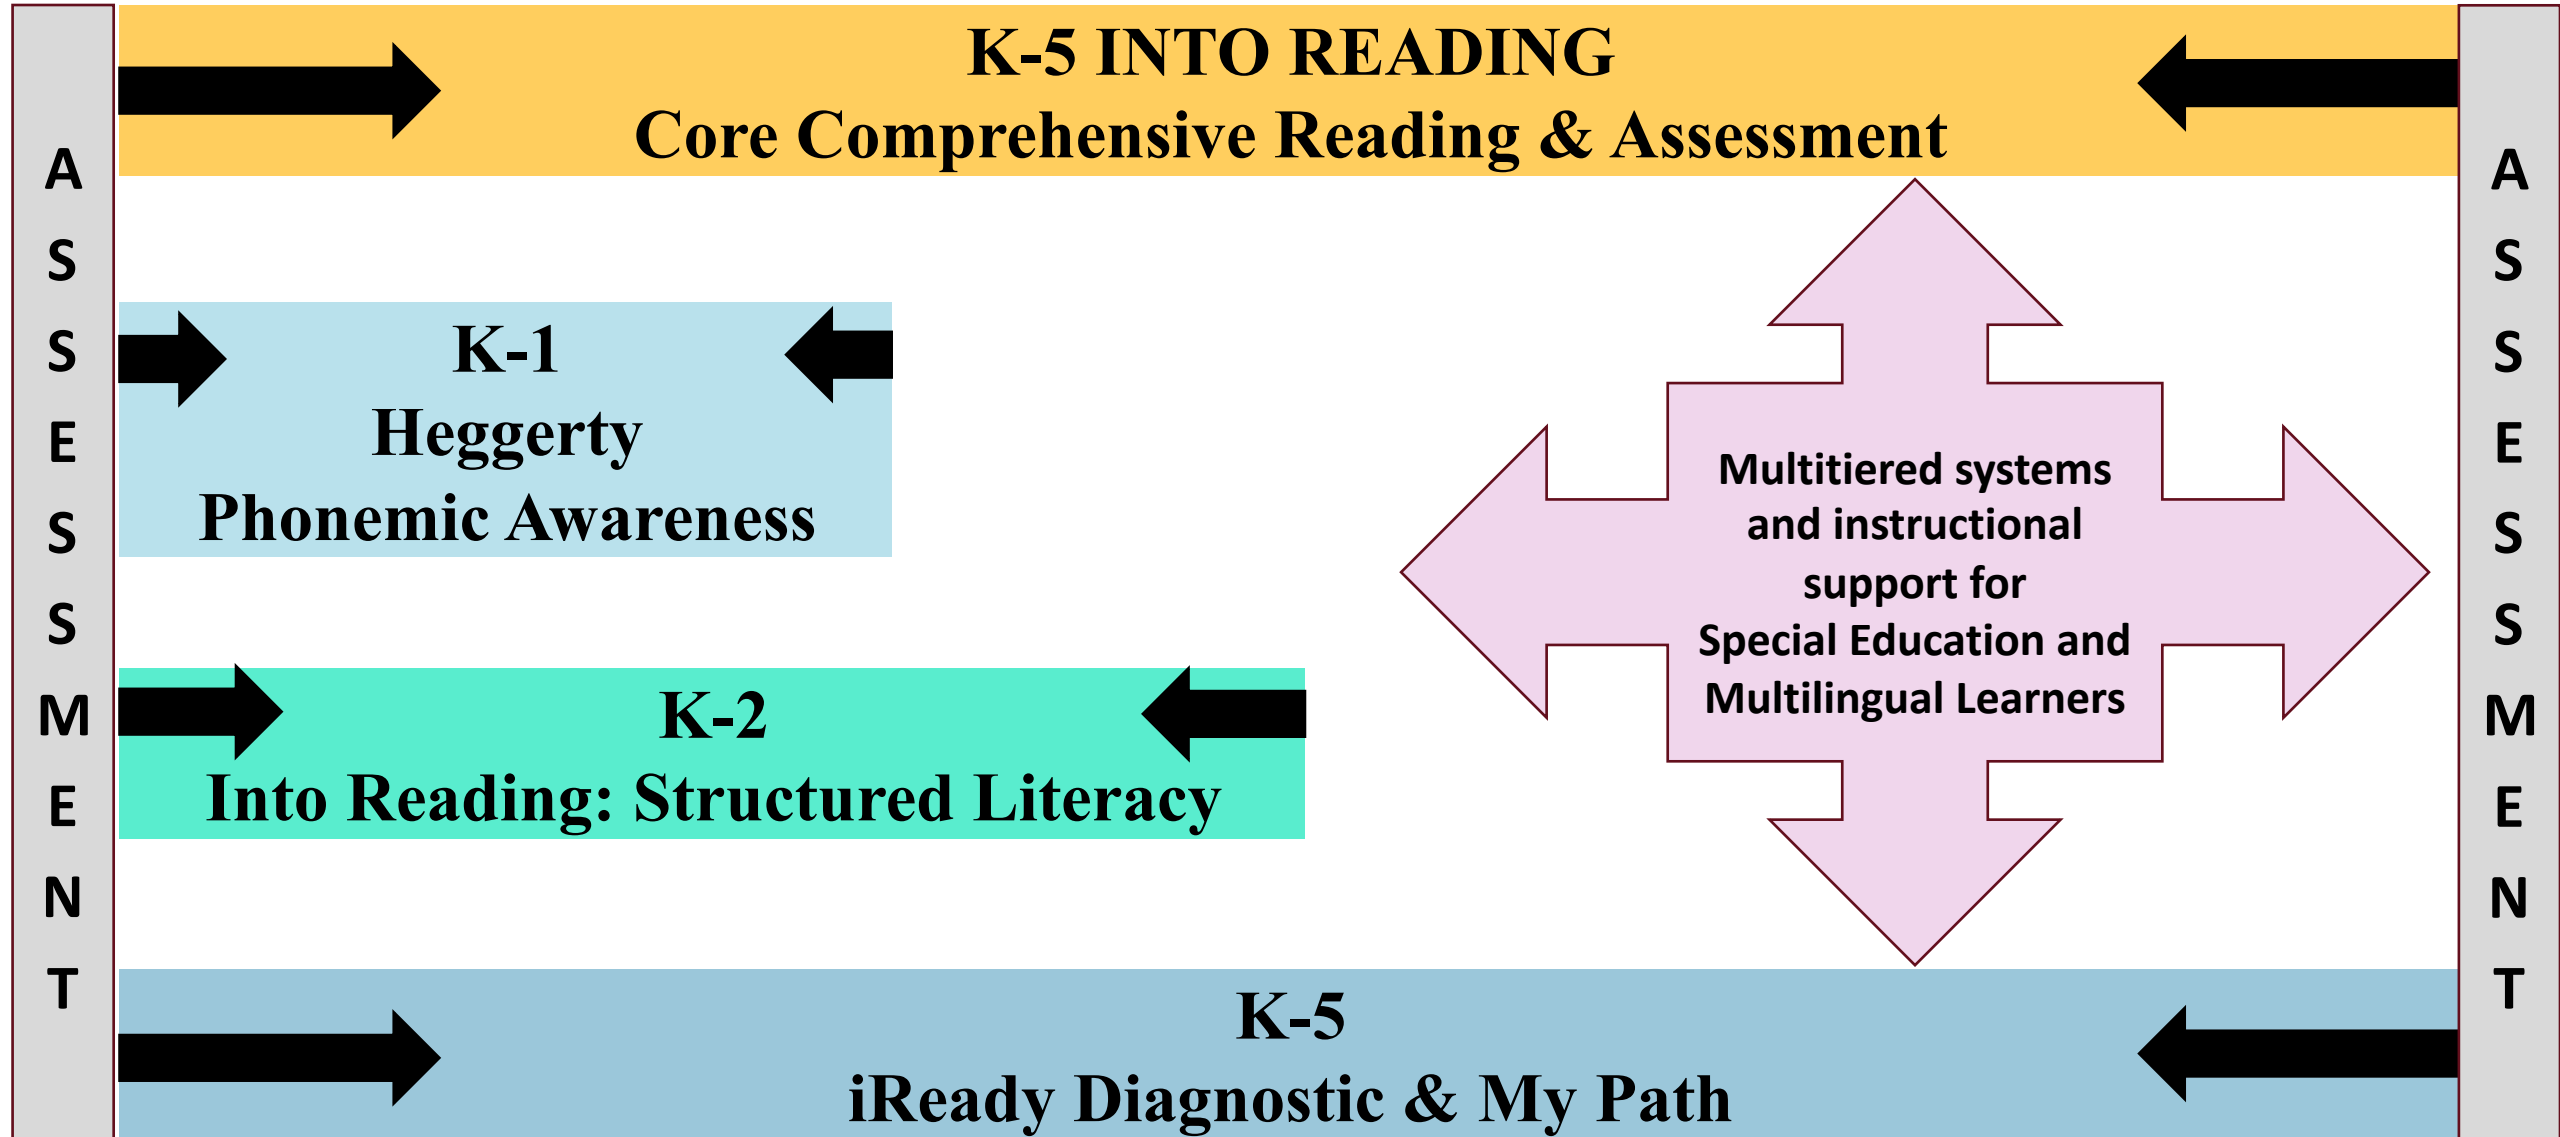 A
S
S
E
S
S
M
E
N
T
K-5 INTO READING
Core Comprehensive Reading & Assessment
K-1
Heggerty
Phonemic Awareness
K-2
Into Reading: Structured Literacy
Multitiered systems
and instructional
support for
Special Education and
Multilingual Learners
K-5
iReady Diagnostic & My Path
A
S
S
E
S
S
M
E
N
T